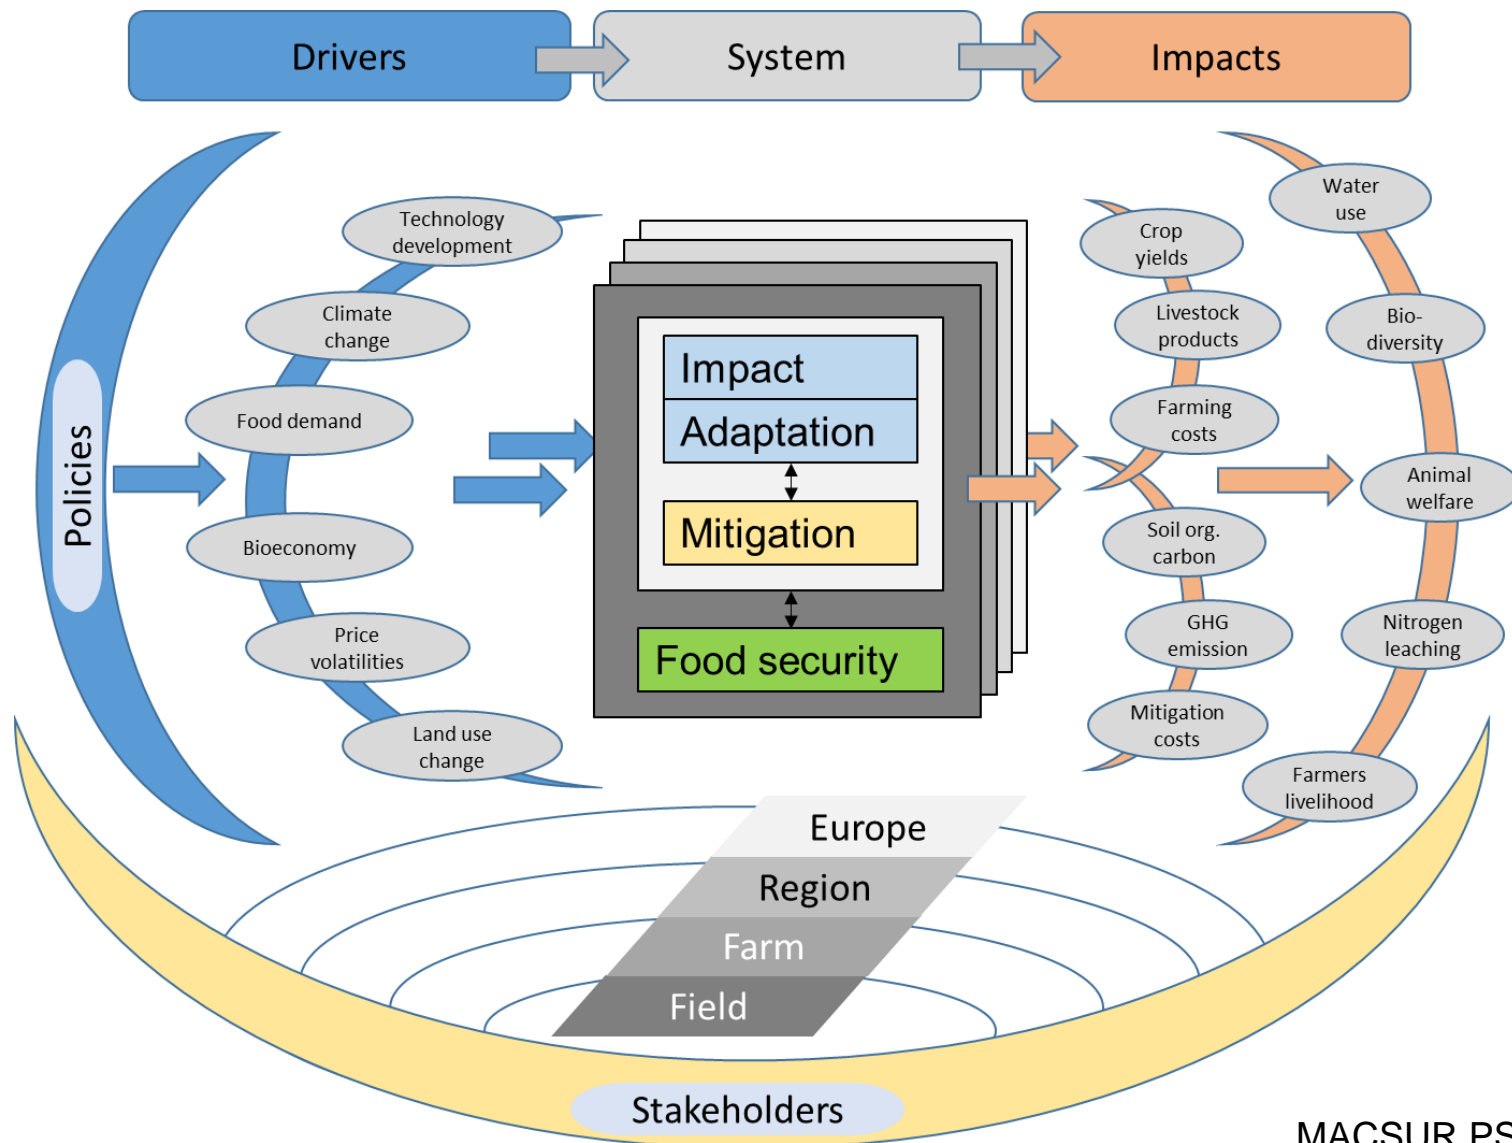 Drivers
System
Impacts
Policies
Technology
development
Climate
change
Food demand
Bioeconomy
Price
volatilities
Land use
change
Impact
Adaptation
Mitigation
Food security
Crop
yields
Livestock
products
Farming
costs
Soil org.
carbon
GHG
emission
Mitigation
costs
Water
use
Bio-
diversity
Animal
welfare
Nitrogen
leaching
Farmers
livelihood
Europe
Region
Farm
Field
Stakeholders
MACSUR PS